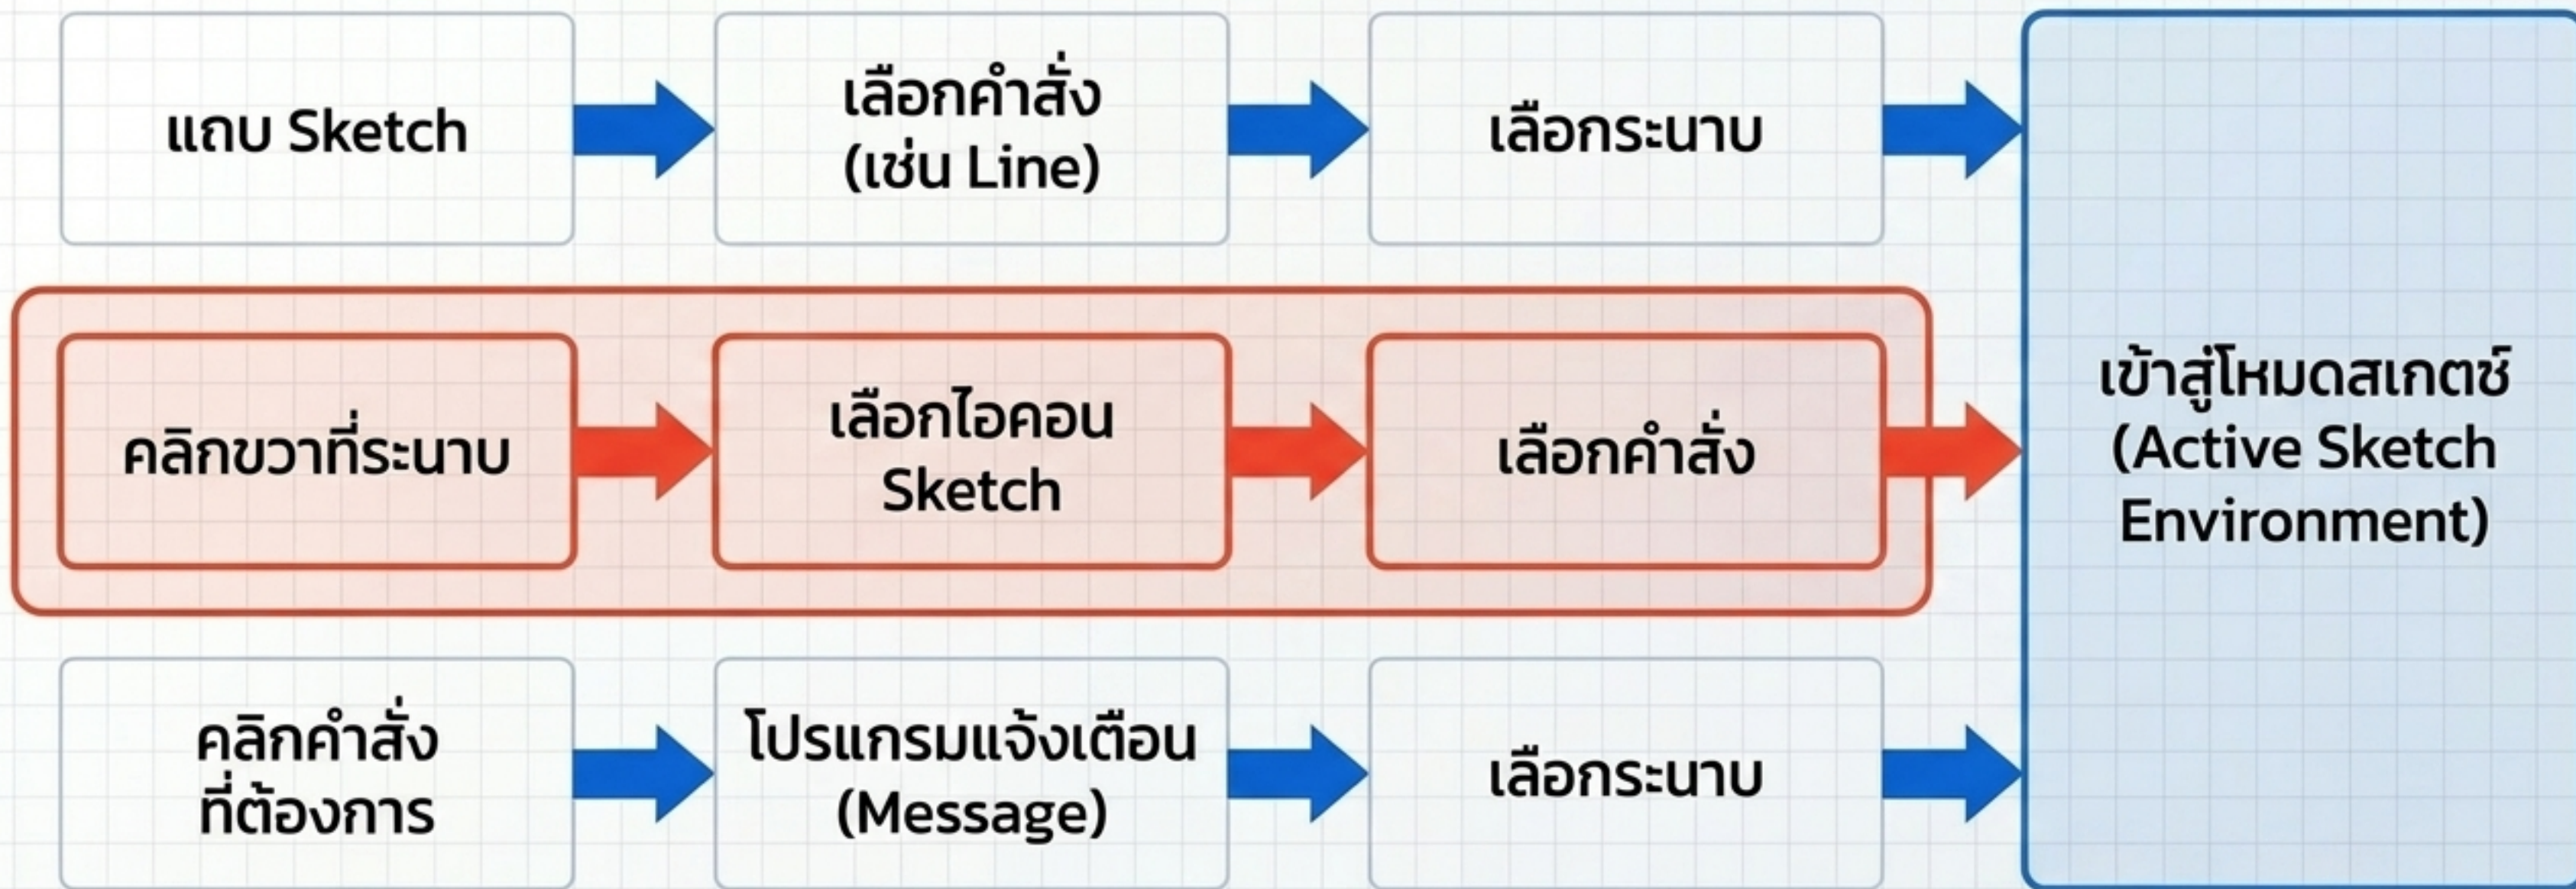 แถบ Sketch
เลือกคำสั่ง
(เช่น Line)
เลือกระนาบ
คลิกขวาที่ระนาบ
เลือกไอคอน
Sketch
เลือกคำสั่ง
เข้าสู่โหมดสเกตช์
(Active Sketch
Environment)
คลิกคำสั่ง
ที่ต้องการ
โปรแกรมแจ้งเตือน
(Message)
เลือกระนาบ